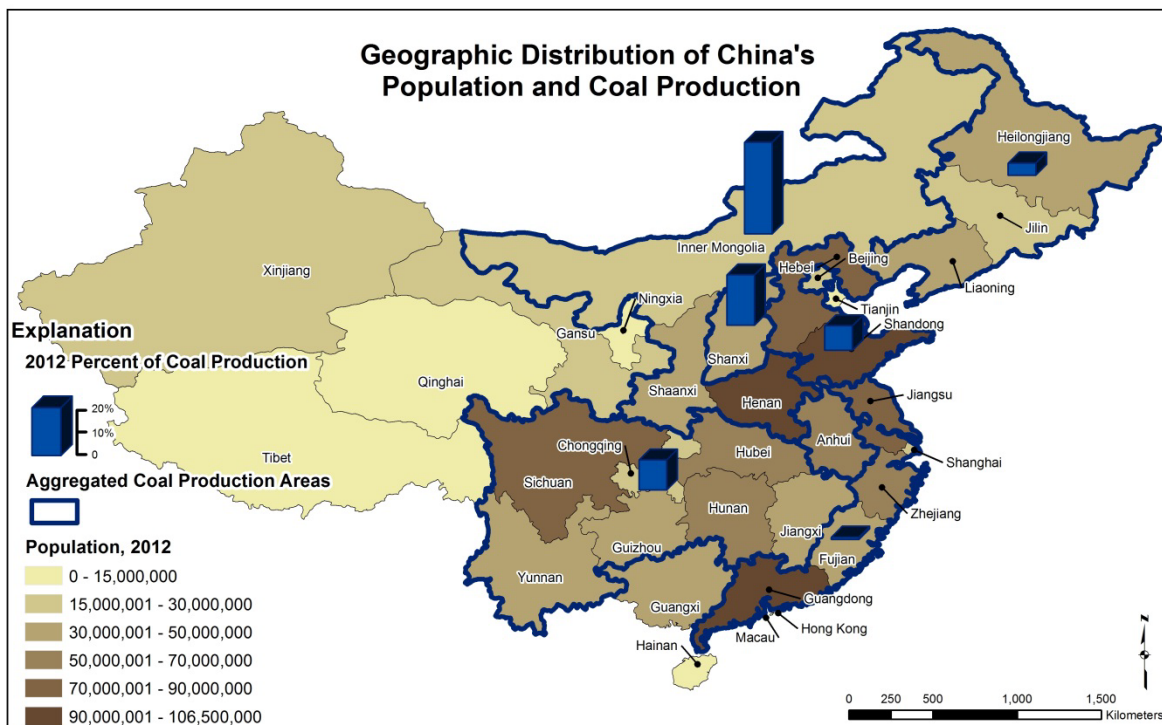 Geographic Distribution of China's
Population and Coal Production
Heilongjiang
Jilin
Inner Mongolia
Xinjiang
Hebei
Beijing
Liaoning
Ningxia
Tianjin
Gansu
Shandong
Shanxi
Qinghai
Shaanxi
Henan
Jiangsu
Anhui
Tibet
Chongqing
Hubei
Shanghai
Sichuan
Zhejiang
Hunan
Jiangxi
Guizhou
Fujian
Yunnan
Guangxi
Guangdong
Hong Kong
Macau
Hainan
Explanation
2012 Percent of Coal Production
20%
10%
0
Aggregated Coal Production Areas
Population, 2012
0 - 15,000,000
15,000,001 - 30,000,000
30,000,001 - 50,000,000
50,000,001 - 70,000,000
70,000,001 - 90,000,000
90,000,001 - 106,500,000
N
0 250 500 1,000 1,500
Kilometers